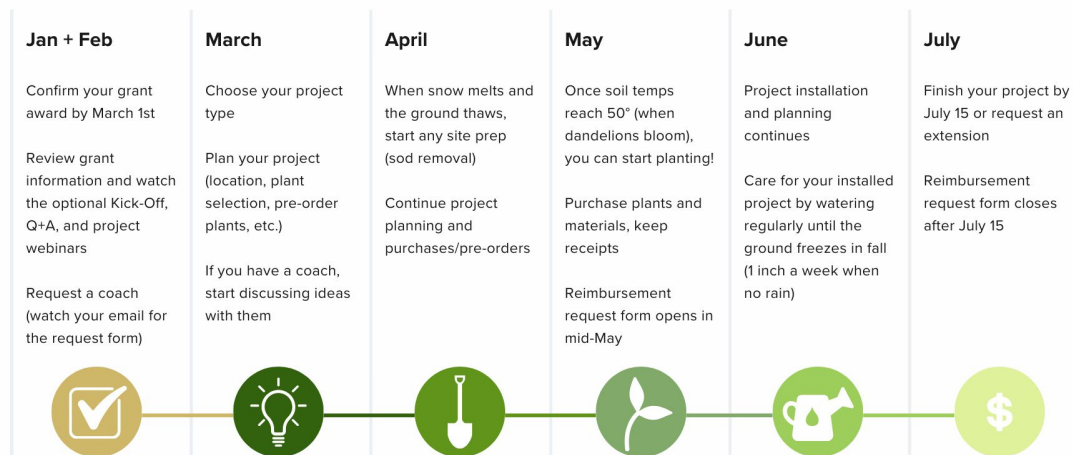 Jan + Feb
Confirm your grant
award by March 1st
Review grant
information and watch
the optional Kick-Off,
Q+A, and project
webinars
Request a coach
(watch your email for
the request form)
March
Choose your project
type
Plan your project
(location, plant
selection, pre-order
plants, etc.)
If you have a coach,
start discussing ideas
with them
April
When snow melts and
the ground thaws,
start any site prep
(sod removal)
Continue project
planning and
purchases/pre-orders
May
Once soil temps
reach 50° (when
dandelions bloom),
you can start planting!
Purchase plants and
materials, keep
receipts
Reimbursement
request form opens in
mid-May
June
Project installation
and planning
continues
Care for your installed
project by watering
regularly until the
ground freezes in fall
(1 inch a week when
no rain)
July
Finish your project by
July 15 or request an
extension
Reimbursement
request form closes
after July 15
$